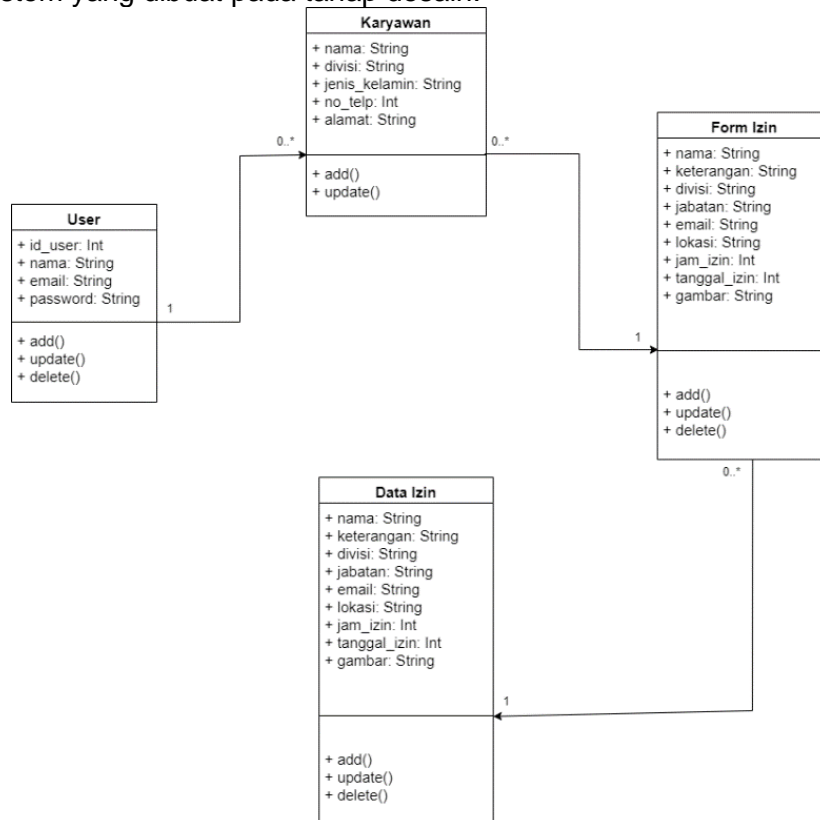 yang dibuat pada tahap desain.
Karyawan
+ nama: String
+ divisi: String
+ jenis_kelamin: String
+ no_telp: Int
+ alamat: String
+ add()
+ update()
0..*
0..*
Form Izin
+ nama: String
+ keterangan: String
+ divisi: String
+ jabatan: String
+ email: String
+ lokasi: String
+ jam_izin: Int
+ tanggal_izin: Int
+ gambar: String
+ add()
+ update()
+ delete()
1
0..*
User
+ id_user: Int
+ nama: String
+ email: String
+ password: String
+ add()
+ update()
+ delete()
1
Data Izin
+ nama: String
+ keterangan: String
+ divisi: String
+ jabatan: String
+ email: String
+ lokasi: String
+ jam_izin: Int
+ tanggal_izin: Int
+ gambar: String
+ add()
+ update()
+ delete()
1